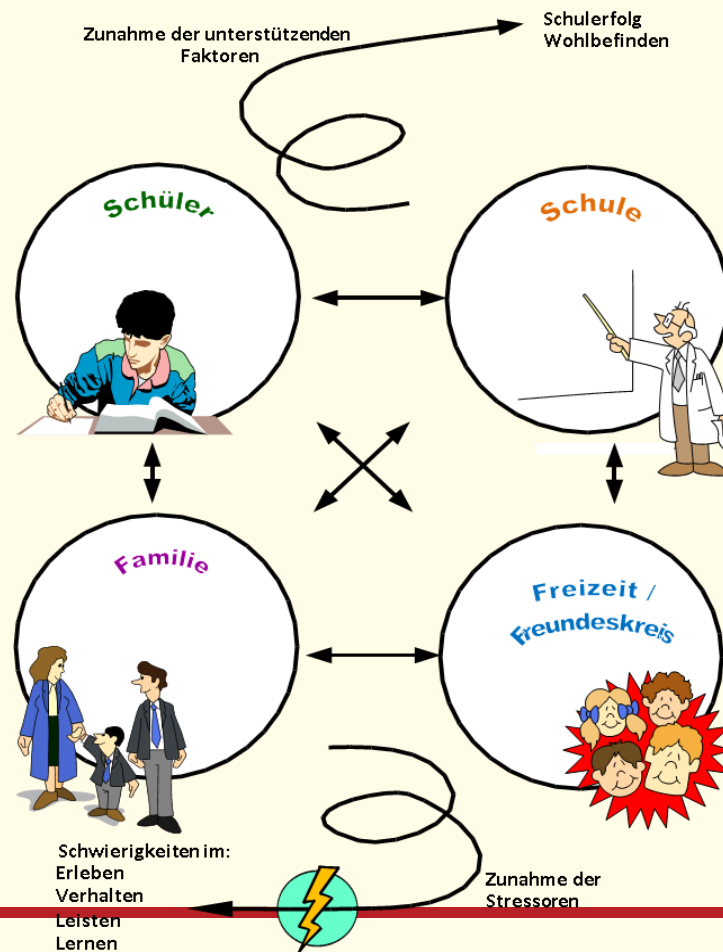 Zunahme der unterstützenden
Faktoren
Schulerfolg
Wohlbefinden
Schüler
Schule
Familie
Freizeit /
Freundeskreis
Schwierigkeiten im:
Erleben
Verhalten
Leisten
Lernen
Zunahme der
Stressoren